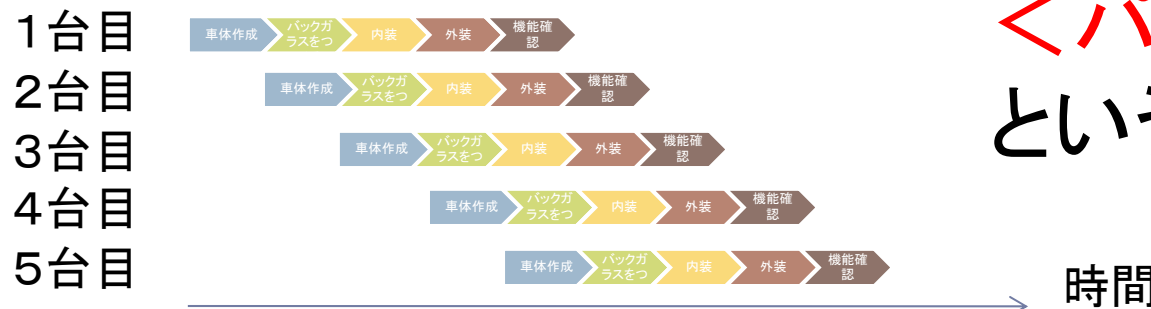 1台目
車体作成
バックガ
ラスをつ
内装
外装
機能確
認
2台目
車体作成
バックガ
ラスをつ
内装
外装
機能確
認
3台目
車体作成
バックガ
ラスをつ
内装
外装
機能確
認
4台目
車体作成
バックガ
ラスをつ
内装
外装
機能確
認
5台目
車体作成
バックガ
ラスをつ
内装
外装
機能確
認
<パ
という
時間